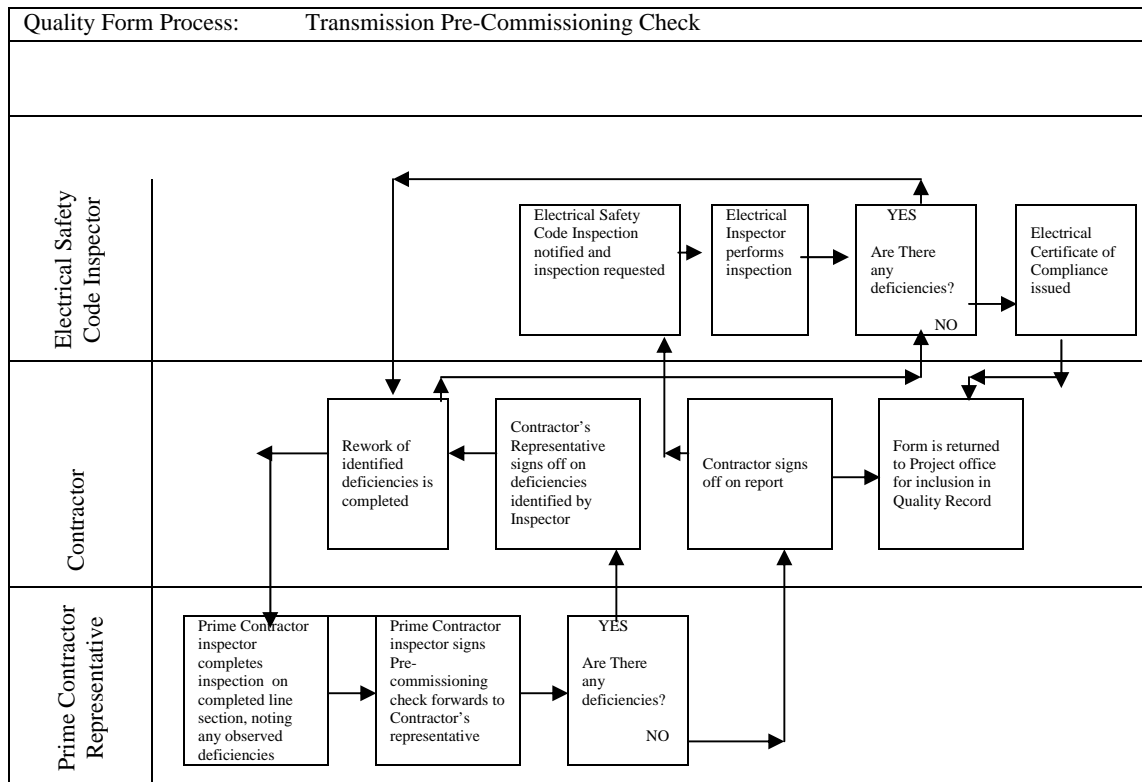 Quality Form Process: Transmission Pre-Commissioning Check
Electrical Safety
Code Inspector
Electrical Safety
Code Inspection
notified and
inspection requested
Electrical
Inspector
performs
inspection
YES
Are There
any
deficiencies?
NO
Electrical
Certificate of
Compliance
issued
Contractor
Rework of
identified
deficiencies is
completed
Contractor’s
Representative
signs off on
deficiencies
identified by
Inspector
Contractor signs
off on report
Form is returned
to Project office
for inclusion in
Quality Record
Prime Contractor
Representative
Prime Contractor
inspector
completes
inspection on
completed line
section, noting
any observed
deficiencies
Prime Contractor
inspector signs
Pre-
commissioning
check forwards to
Contractor’s
representative
YES
Are There
any
deficiencies?
NO